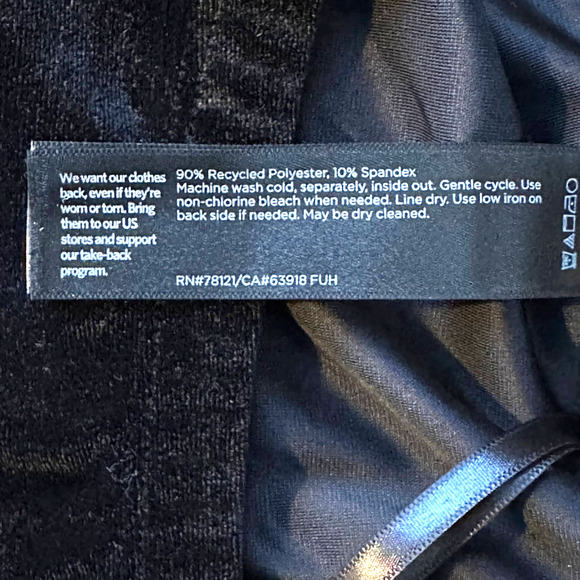 We want our clothes
back, even if they're
worn or torn. Bring
them to our US
stores and support
our take-back
program.
90% Recycled Polyester, 10% Spandex
Machine wash cold, separately, inside out. Gentle cycle. Use
non-chlorine bleach when needed. Line dry. Use low iron on
back side if needed. May be dry cleaned.
RN#78121/CA#63918 FUH